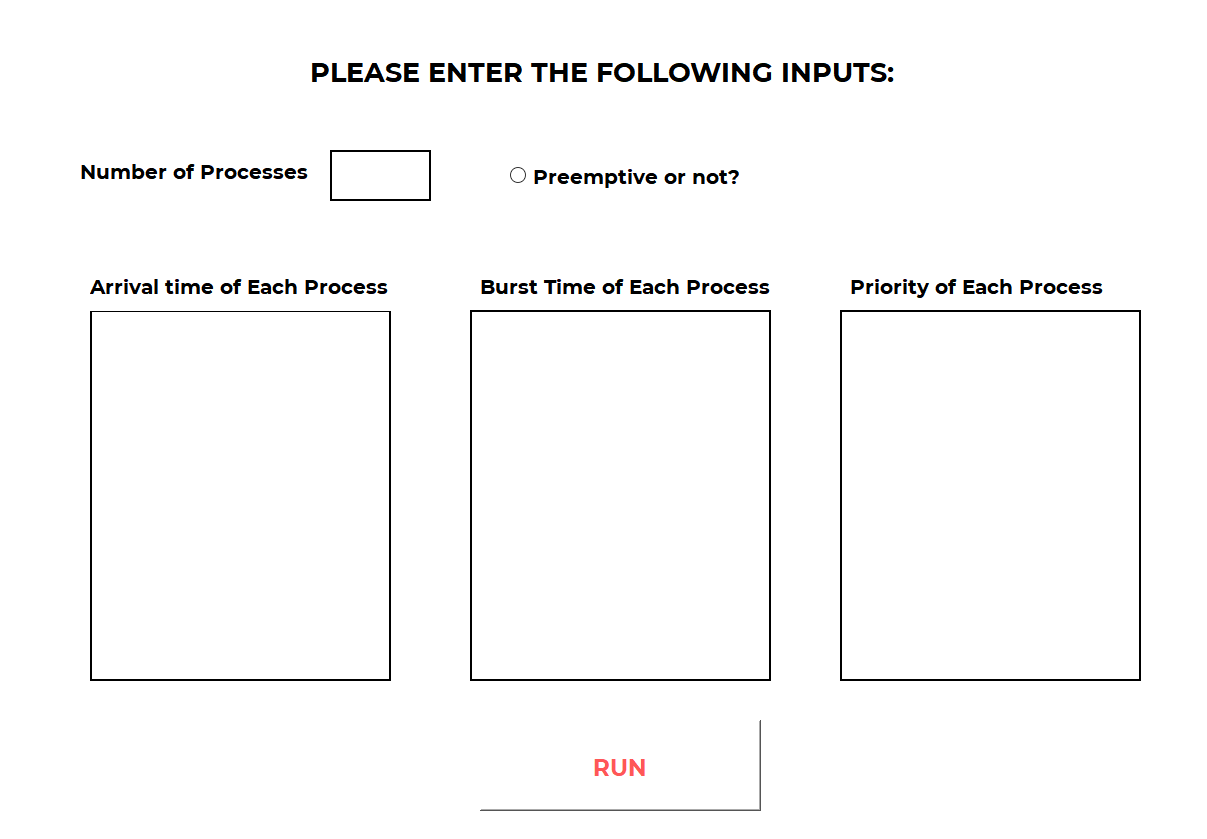 PLEASE ENTER THE FOLLOWING INPUTS:
Number of Processes
Preemptive or not?
Arrival time of Each Process
Burst Time of Each Process
Priority of Each Process
RUN